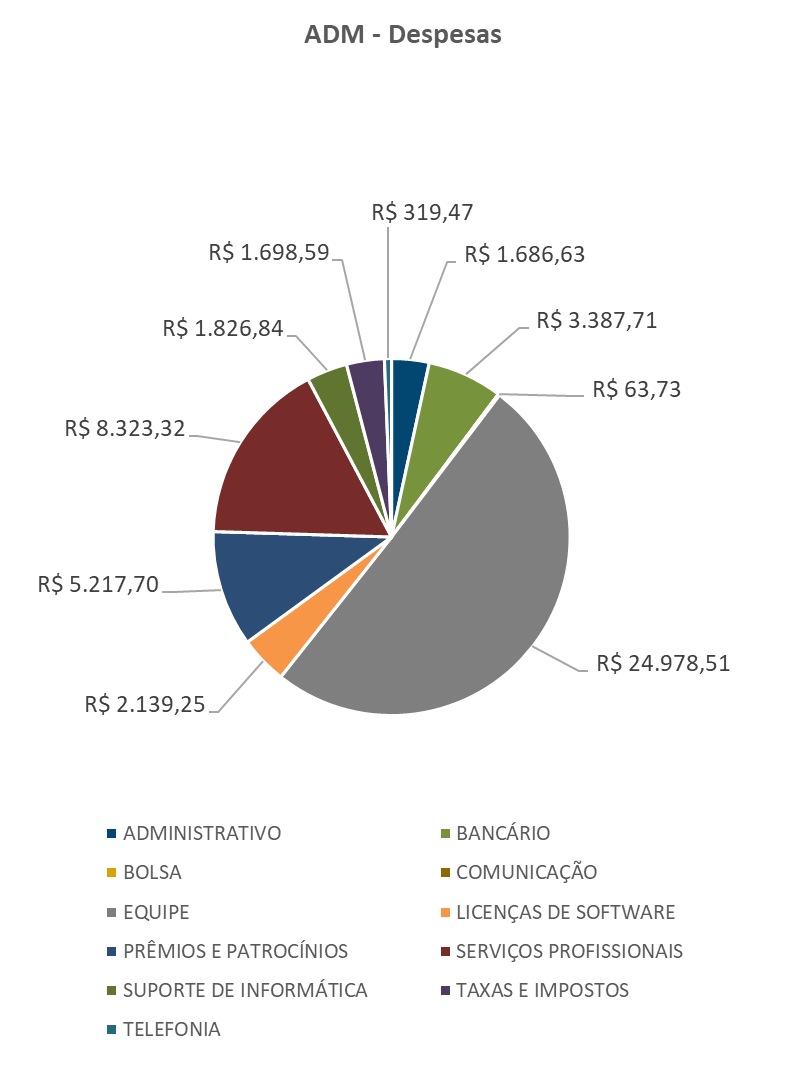 ADM - Despesas
R$ 319,47
R$ 1.698,59
R$ 1.686,63
R$ 1.826,84
R$ 3.387,71
R$ 63,73
R$ 8.323,32
R$ 5.217,70
R$ 24.978,51
R$ 2.139,25
ADMINISTRATIVO
BANCÁRIO
BOLSA
COMUNICAÇÃO
EQUIPE
LICENÇAS DE SOFTWARE
PRÊMIOS E PATROCÍNIOS
SERVIÇOS PROFISSIONAIS
SUPORTE DE INFORMÁTICA
TAXAS E IMPOSTOS
TELEFONIA